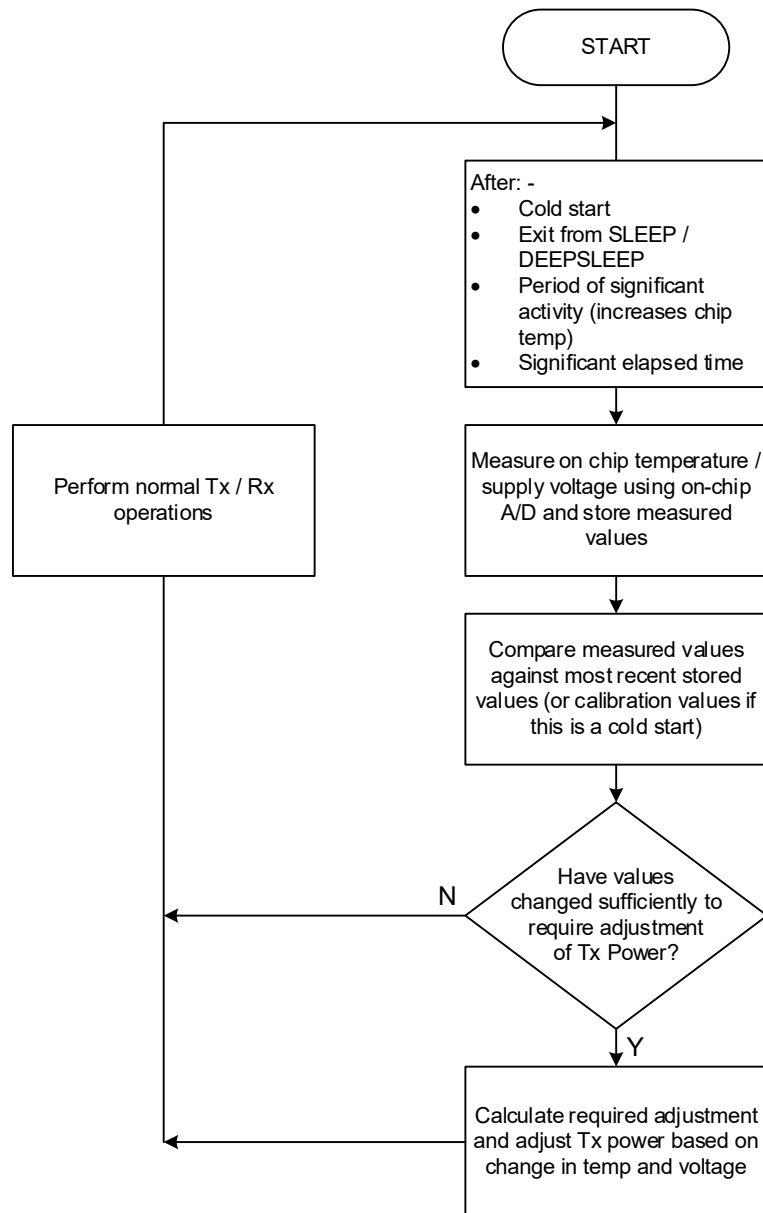 START
After: -
• Cold start
• Exit from SLEEP /
DEEPSLEEP
• Period of significant
activity (increases chip
temp)
• Significant elapsed time
Perform normal Tx / Rx
operations
Measure on chip temperature /
supply voltage using on-chip
A/D and store measured
values
Compare measured values
against most recent stored
values (or calibration values if
this is a cold start)
Have values
changed sufficiently to
require adjustment
of Tx Power?
N
Y
Calculate required adjustment
and adjust Tx power based on
change in temp and voltage